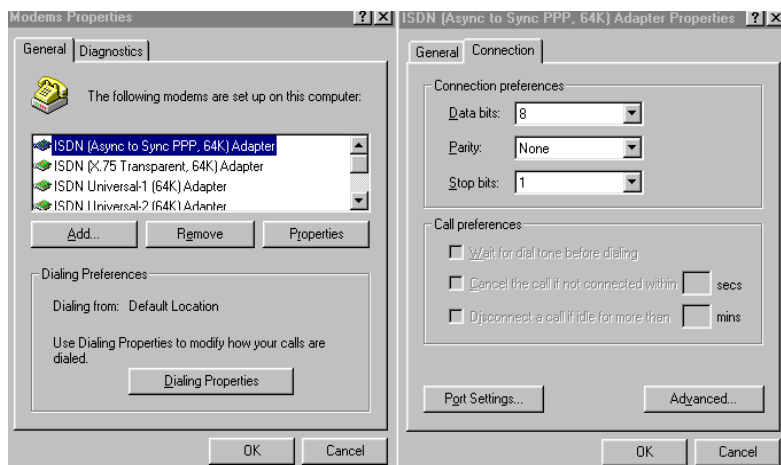 Modems Properties
General
Diagnostics
The following modems are set up on this computer:
ISDN (Async to Sync PPP, 64K) Adapter
ISDN (X.75 Transparent, 64K) Adapter
ISDN Universal-1 (64K) Adapter
ISDN Universal-2 (64K) Adapter
Add...
Remove
Properties
Dialing Preferences
Dialing from: Default Location
Use Dialing Properties to modify how your calls are
dialed.
Dialing Properties
OK
Cancel
ISDN (Async to Sync PPP, 64K) Adapter Properties
General
Connection
Connection preferences
Data bits: 8
Parity: None
Stop bits: 1
Call preferences
Wait for dial tone before dialing
Cancel the call if not connected within secs
Disconnect a call if idle for more than mins
Port Settings...
Advanced...
OK
Cancel